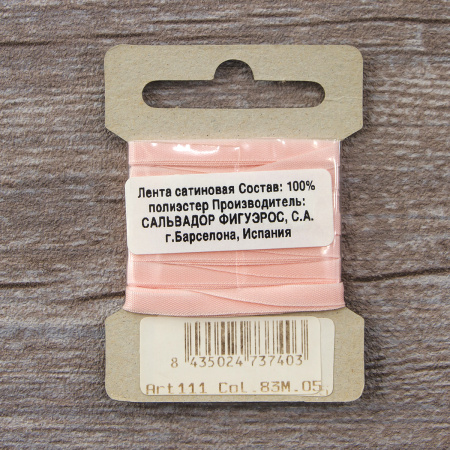 Лента сатиновая Состав: 100%
полиэстер Производитель:
САЛЬВАДОР ФИГУЭРОС, С.А.
г.Барселона, Испания
8 435024 737403
Art111 Col.83M.05